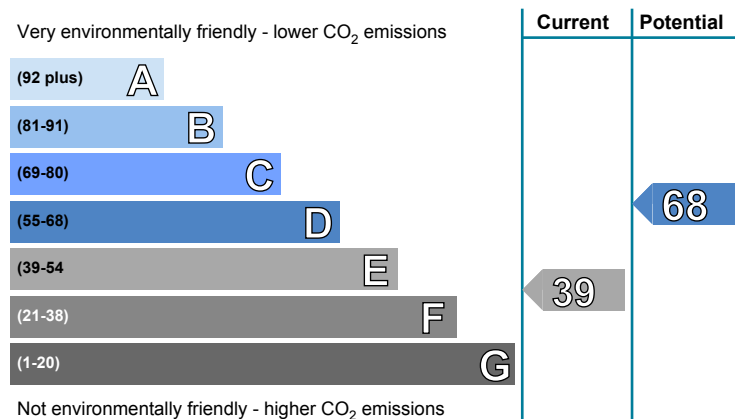 Current Potential
Very environmentally friendly - lower CO₂ emissions
(92 plus) A
(81-91) B
(69-80) C
68
(55-68) D
(39-54 E
39
(21-38) F
(1-20) G
Not environmentally friendly - higher CO₂ emissions